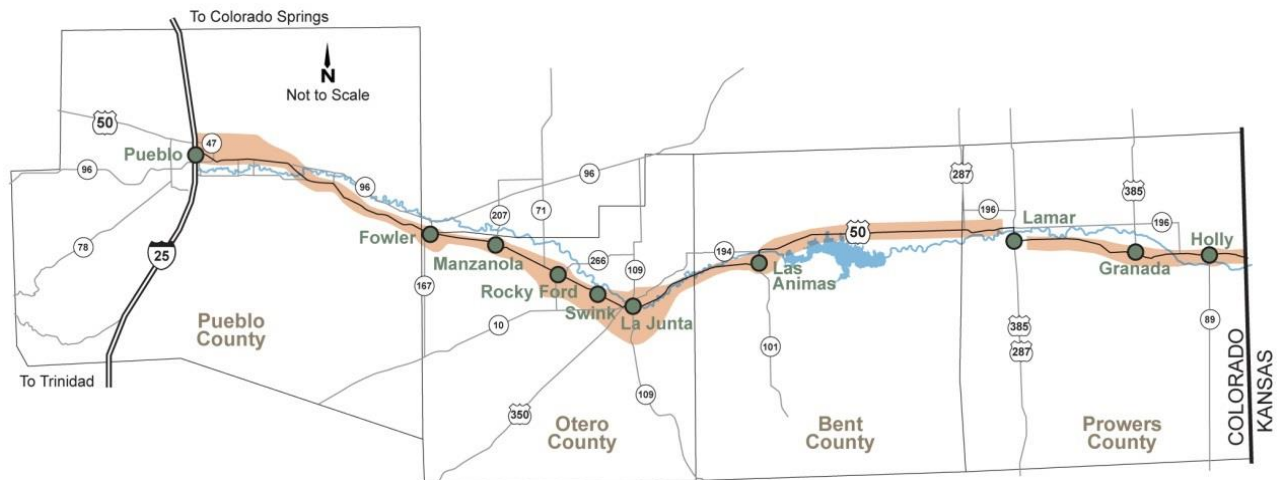 To Colorado Springs
N
Not to Scale
50
47
Pueblo
96
96
78
25
Fowler
Manzanola
207
71
96
266
109
Rocky Ford
Swink
La Junta
167
10
194
Las
Animas
50
287
196
Lamar
385
196
Granada
Holly
Pueblo
County
To Trinidad
350
109
101
385
287
89
Otero
County
Bent
County
Prowers
County
COLORADO
KANSAS